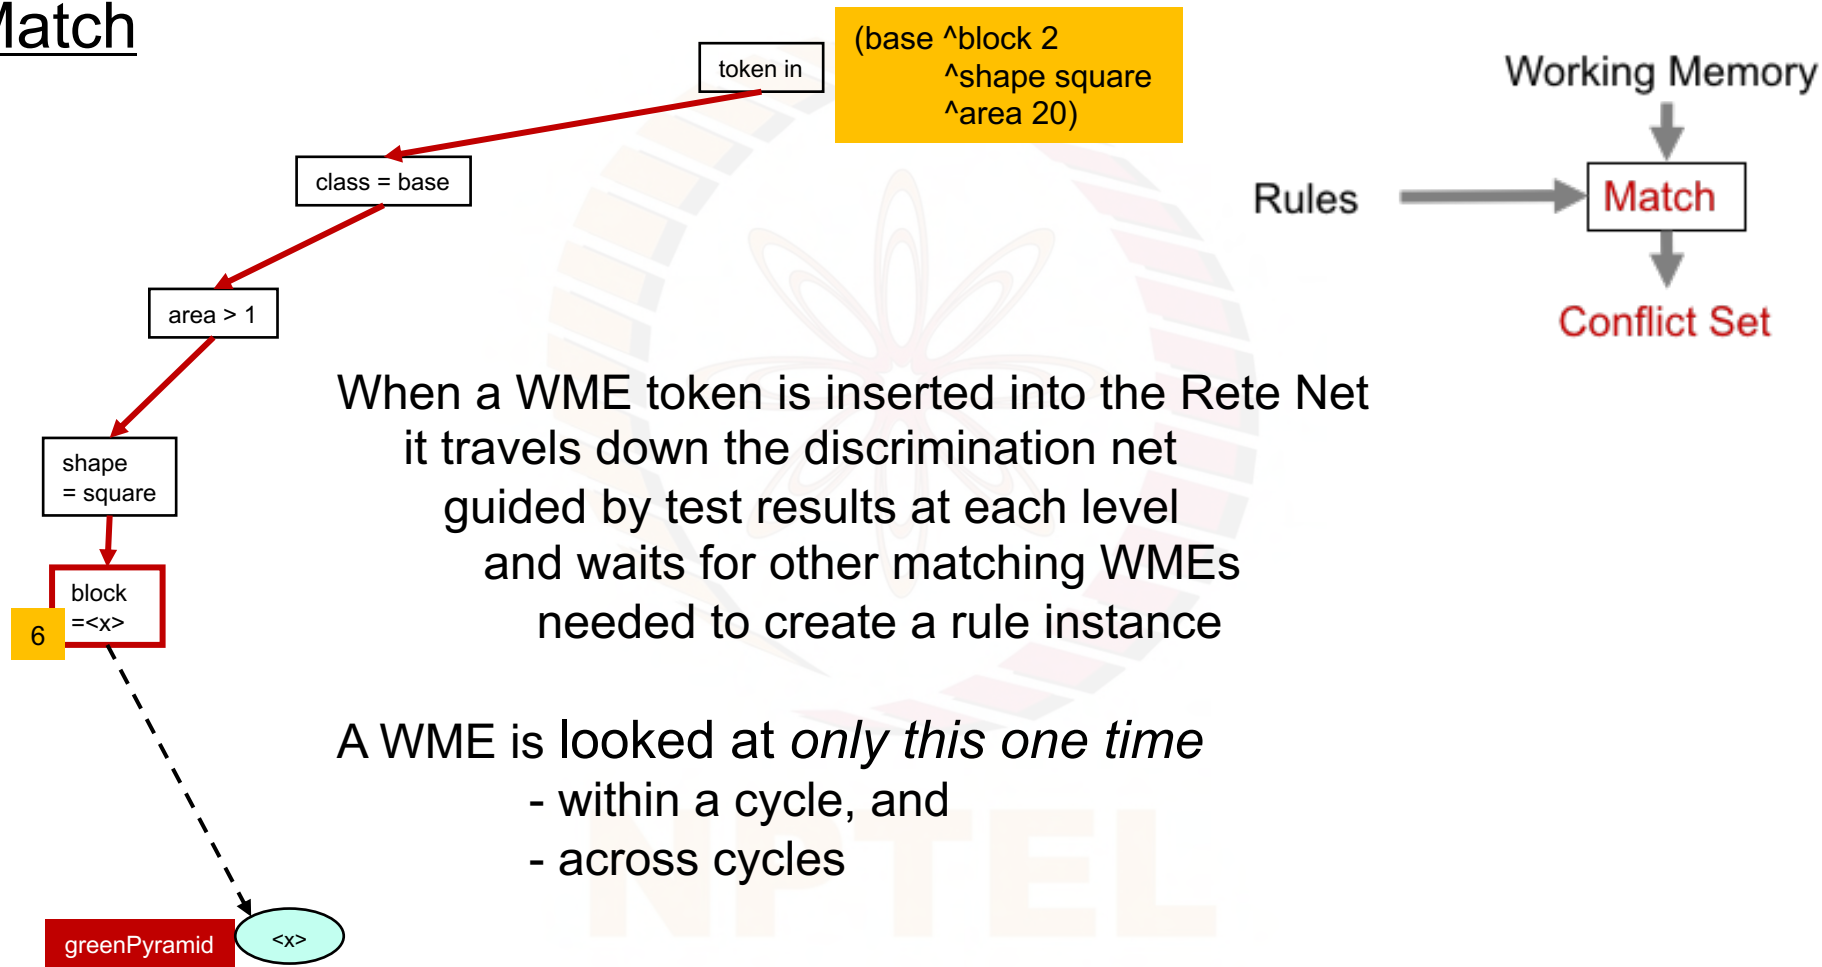 Match
token in
(base ^block 2
^shape square
^area 20)
Working Memory
class = base
Rules
Match
area > 1
Conflict Set
When a WME token is inserted into the Rete Net
it travels down the discrimination net
guided by test results at each level
and waits for other matching WMEs
needed to create a rule instance
shape
= square
block
=<x>
6
A WME is looked at only this one time
- within a cycle, and
- across cycles
NPTEL
greenPyramid
<x>